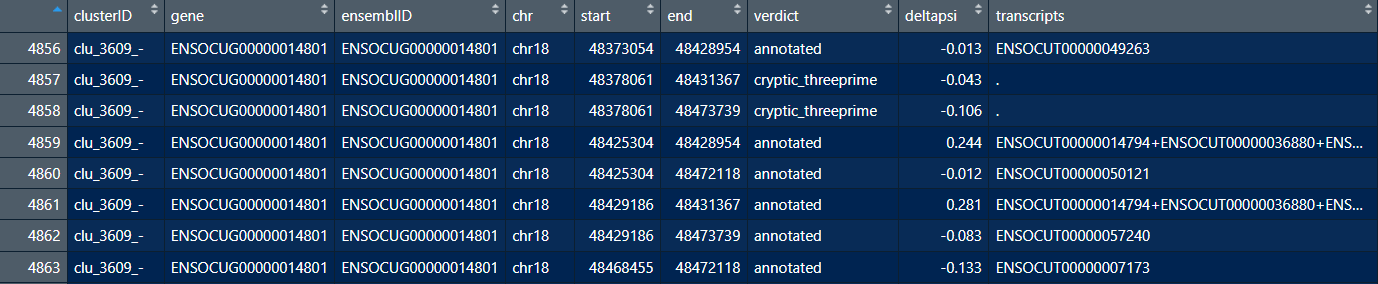 clusterID gene ensemblID chr start end verdict deltapsi transcripts
4856 clu_3609_- ENSOCUG00000014801 ENSOCUG00000014801 chr18 48373054 48428954 annotated -0.013 ENSOCUT00000049263
4857 clu_3609_- ENSOCUG00000014801 ENSOCUG00000014801 chr18 48378061 48431367 cryptic_threeprime -0.043 .
4858 clu_3609_- ENSOCUG00000014801 ENSOCUG00000014801 chr18 48378061 48473739 cryptic_threeprime -0.106 .
4859 clu_3609_- ENSOCUG00000014801 ENSOCUG00000014801 chr18 48425304 48428954 annotated 0.244 ENSOCUT00000014794+ENSOCUT00000036880+ENS...
4860 clu_3609_- ENSOCUG00000014801 ENSOCUG00000014801 chr18 48425304 48472118 annotated -0.012 ENSOCUT00000050121
4861 clu_3609_- ENSOCUG00000014801 ENSOCUG00000014801 chr18 48429186 48431367 annotated 0.281 ENSOCUT00000014794+ENSOCUT00000036880+ENS...
4862 clu_3609_- ENSOCUG00000014801 ENSOCUG00000014801 chr18 48429186 48473739 annotated -0.083 ENSOCUT00000057240
4863 clu_3609_- ENSOCUG00000014801 ENSOCUG00000014801 chr18 48468455 48472118 annotated -0.133 ENSOCUT00000007173